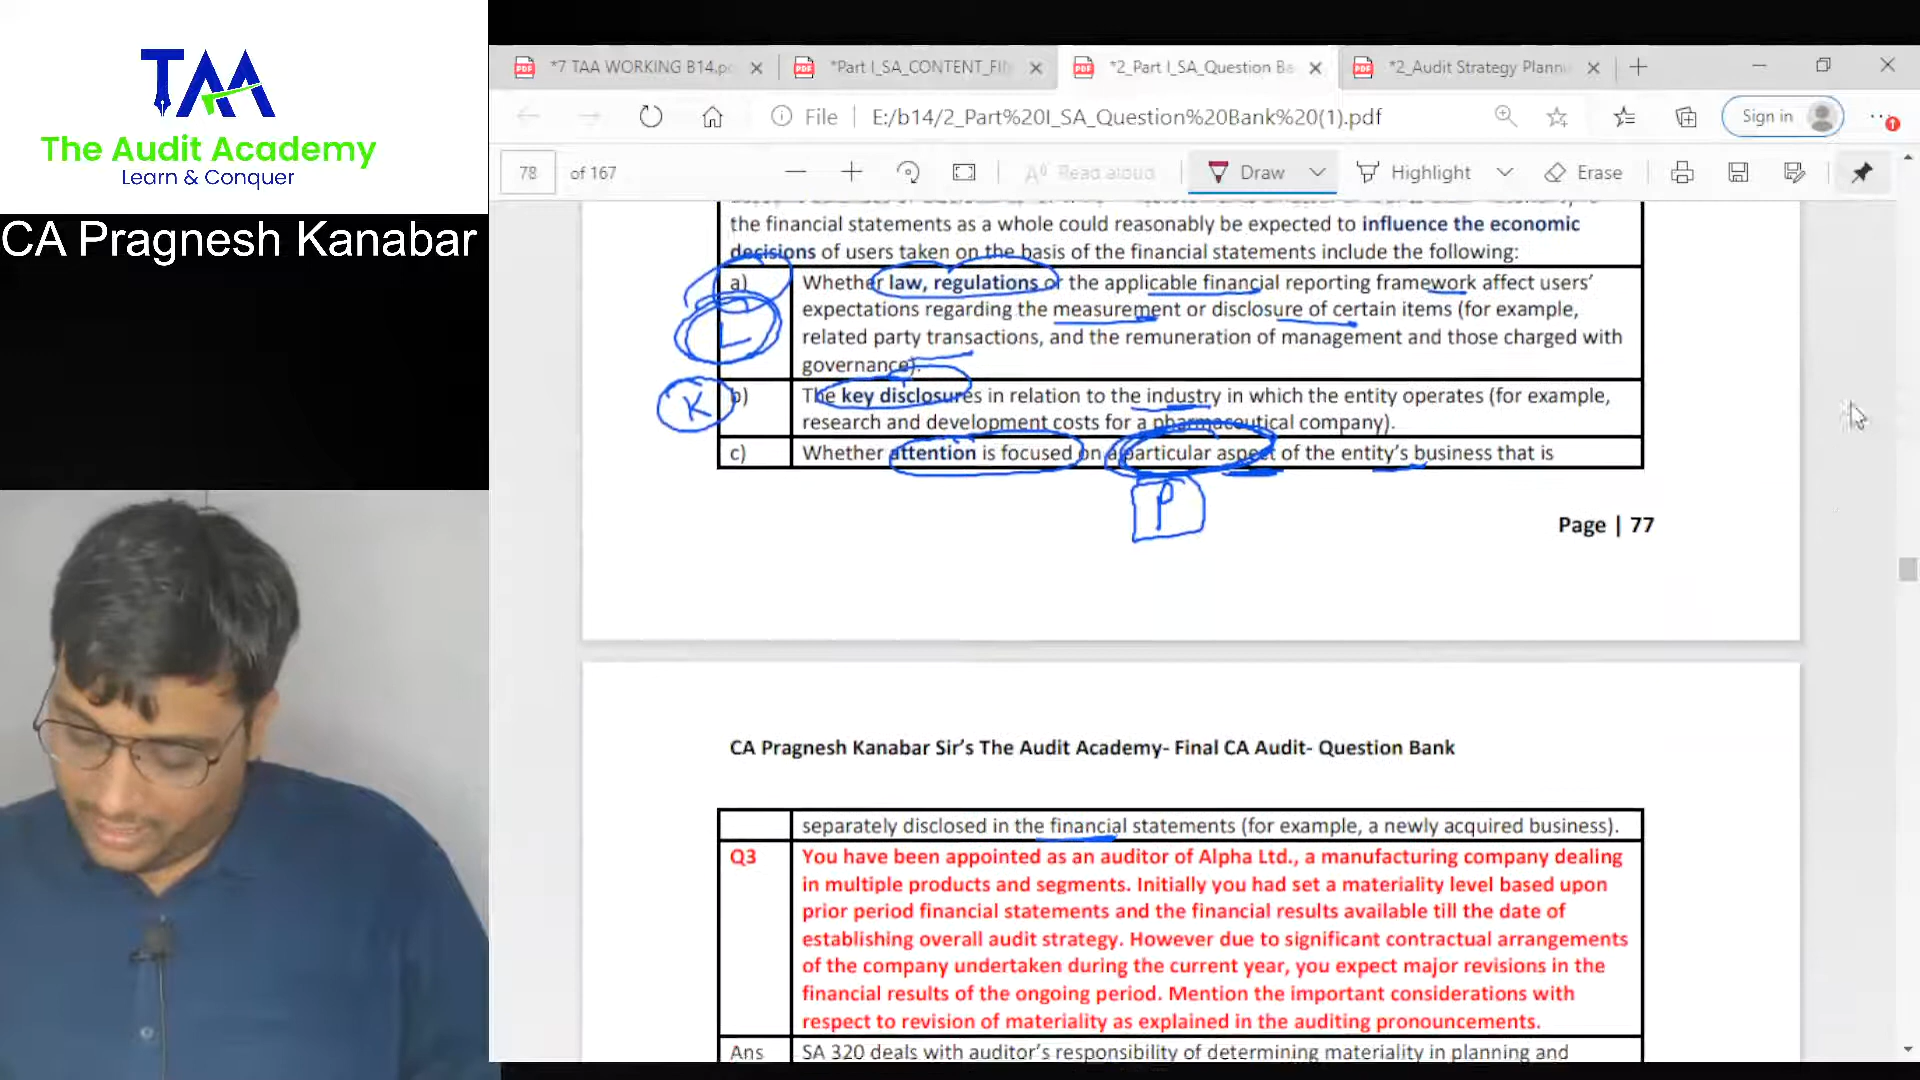 TAA
The Audit Academy
Learn & Conquer
CA Pragnesh Kanabar
*7 TAA WORKING B14.p
*Part I_SA_CONTENT_FI
*2_Part I_SA_Question Ba
*2_Audit Strategy Plann
File
E:/b14/2_Part%20I_SA_Question%20Bank%20(1).pdf
Sign in
78 of 167
Read aloud
Draw
Highlight
Erase
the financial statements as a whole could reasonably be expected to influence the economic
decisions of users taken on the basis of the financial statements include the following:
a) Whether law, regulations or the applicable financial reporting framework affect users'
expectations regarding the measurement or disclosure of certain items (for example,
L
related party transactions, and the remuneration of management and those charged with
governance).
K
b) The key disclosures in relation to the industry in which the entity operates (for example,
research and development costs for a pharmaceutical company).
c) Whether attention is focused on a particular aspect of the entity's business that is
P
Page | 77
CA Pragnesh Kanabar Sir's The Audit Academy- Final CA Audit- Question Bank
separately disclosed in the financial statements (for example, a newly acquired business).
Q3 You have been appointed as an auditor of Alpha Ltd., a manufacturing company dealing
in multiple products and segments. Initially you had set a materiality level based upon
prior period financial statements and the financial results available till the date of
establishing overall audit strategy. However due to significant contractual arrangements
of the company undertaken during the current year, you expect major revisions in the
financial results of the ongoing period. Mention the important considerations with
respect to revision of materiality as explained in the auditing pronouncements.
Ans SA 320 deals with auditor's responsibility of determining materiality in planning and